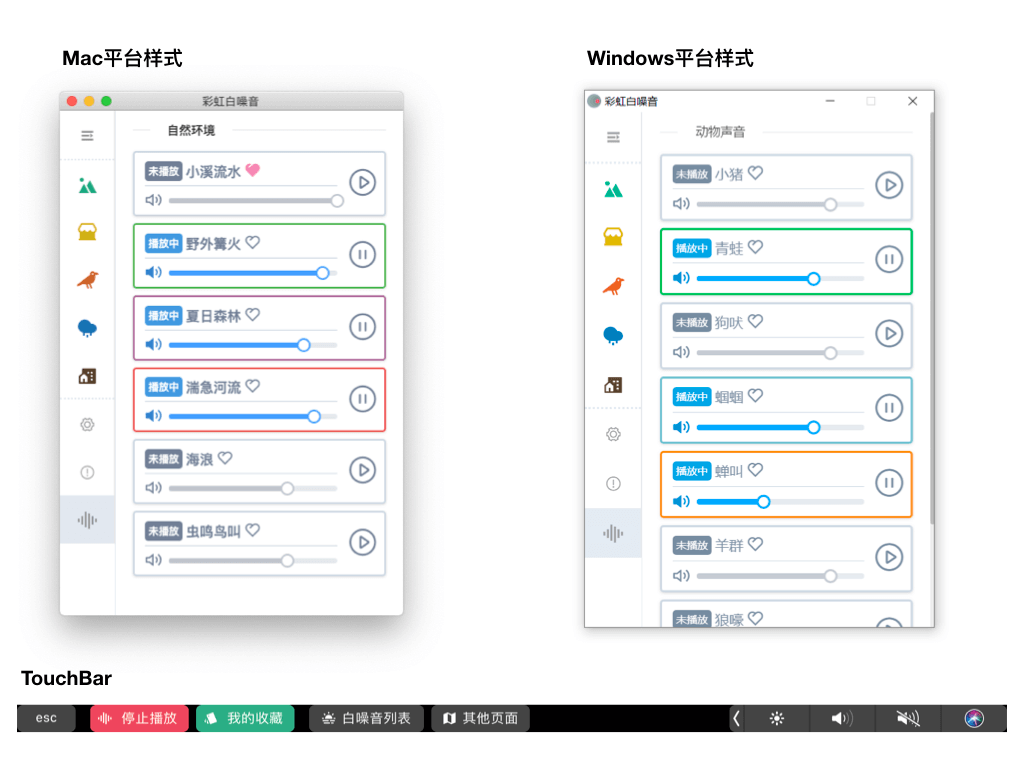 Mac平台样式
彩虹白噪音
自然环境
未播放 小溪流水
播放中 野外篝火
播放中 夏日森林
播放中 湍急河流
未播放 海浪
未播放 虫鸣鸟叫
Windows平台样式
彩虹白噪音
动物声音
未播放 小猪
播放中 青蛙
未播放 狗吠
播放中 蝈蝈
播放中 蝉叫
未播放 羊群
未播放 狼嚎
TouchBar
esc 停止播放 我的收藏 白噪音列表 其他页面